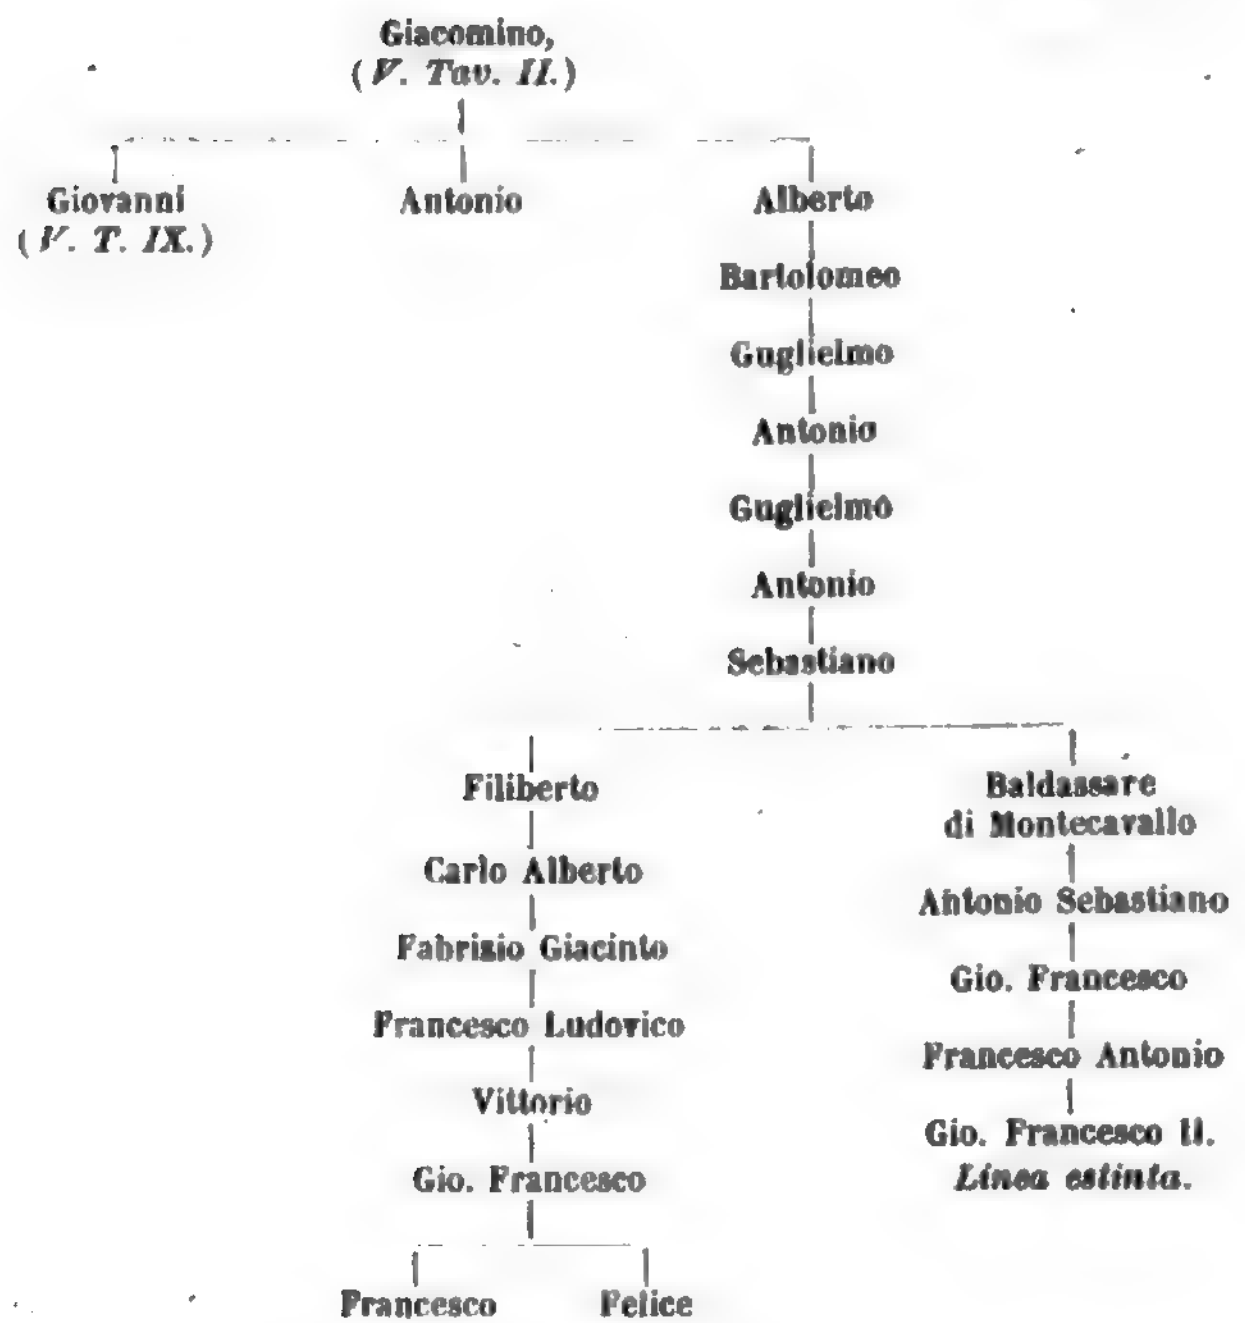 Giacomino,
(V. Tav. II.)
Giovanni
(V. T. IX.)
Antonio
Alberto
Bartolomeo
Guglielmo
Antonio
Guglielmo
Antonio
Sebastiano
Filiberto
Carlo Alberto
Fabrizio Giacinto
Francesco Ludovico
Vittorio
Gio. Francesco
Francesco
Felice
Baldassare
di Montecavallo
Antonio Sebastiano
Gio. Francesco
Francesco Antonio
Gio. Francesco II.
Linea estinta.